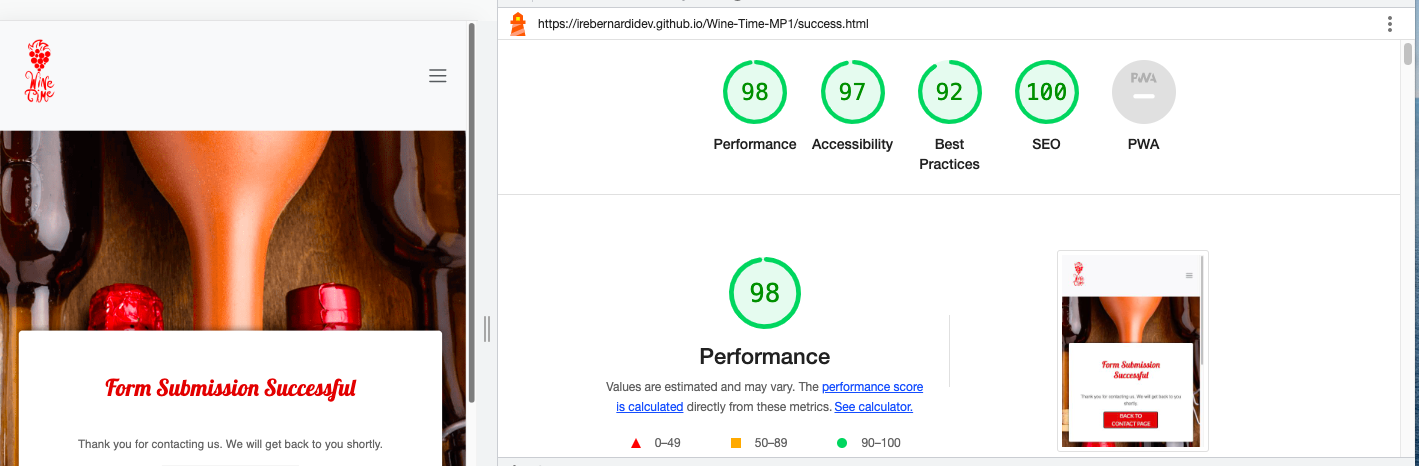 https://irebernardidev.github.io/Wine-Time-MP1/success.html
WiNe
TiMe
98
97
92
100
PWA
Performance
Accessibility
Best
Practices
SEO
PWA
98
Performance
Values are estimated and may vary. The performance score
is calculated directly from these metrics. See calculator.
0–49
50–89
90–100
Form Submission Successful
Thank you for contacting us. We will get back to you shortly.
Form Submission
Successful
Thank you for contacting us. We will get back to you
shortly.
BACK TO
CONTACT PAGE